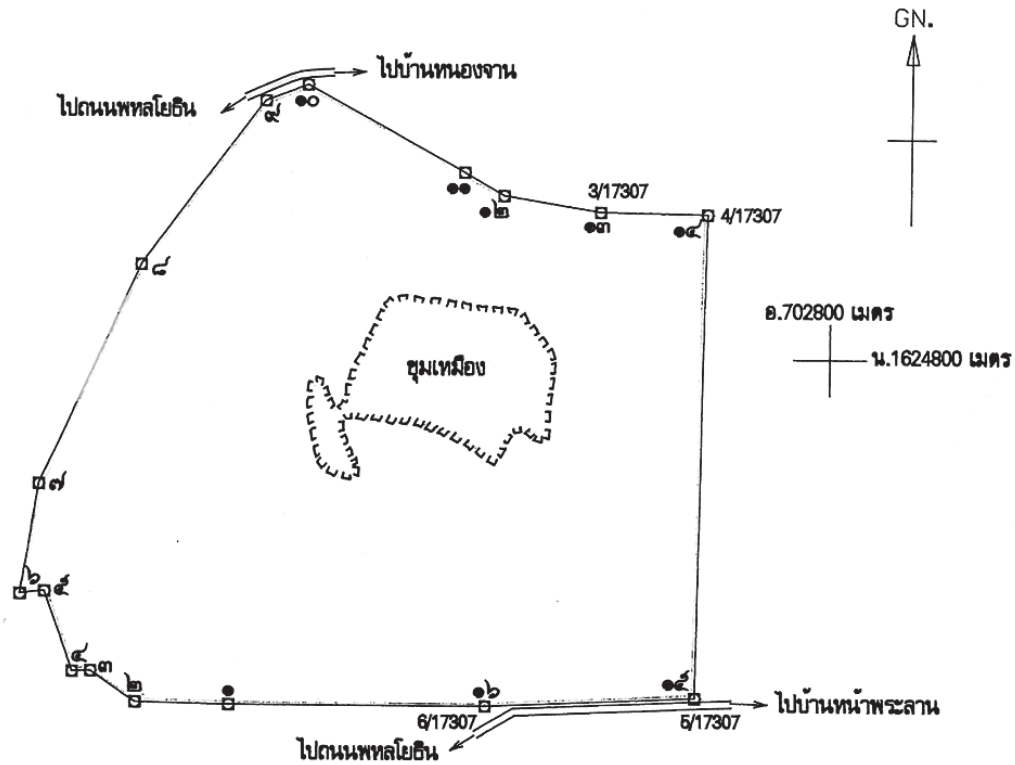 GN.
ไปบ้านหนองจาน
ไปถนนพหลโยธิน
๙
๑๐
๑๑
๑๒
3/17307
๑๓
4/17307
๑๔
๘
อ.702800 เมตร
น.1624800 เมตร
ขุมเหมือง
๗
๖
๕
๔
๓
๒
๑
๑๖
๑๕
6/17307
5/17307
ไปบ้านหน้าพระลาน
ไปถนนพหลโยธิน